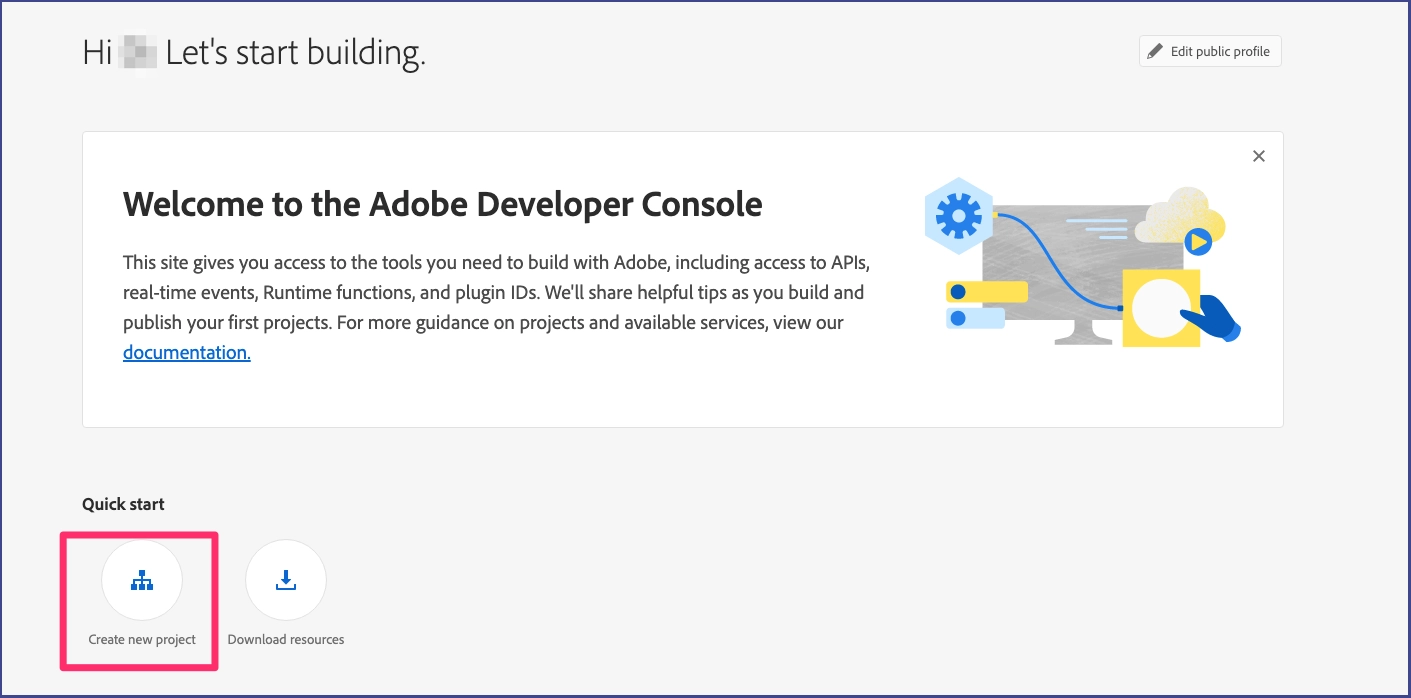 Hi Let's start building.
Edit public profile
Welcome to the Adobe Developer Console
This site gives you access to the tools you need to build with Adobe, including access to APIs,
real-time events, Runtime functions, and plugin IDs. We'll share helpful tips as you build and
publish your first projects. For more guidance on projects and available services, view our
documentation.
Quick start
Create new project
Download resources